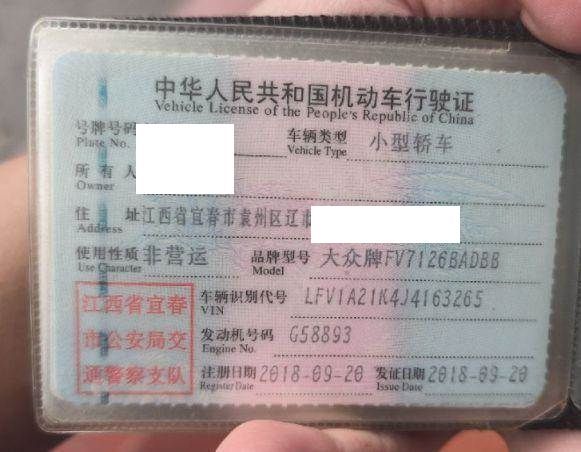 中华人民共和国机动车行驶证
Vehicle License of the People's Republic of China
号牌号码 车辆类型 小型轿车
Plate No. Vehicle Type
所有人
Owner
住址 江西省宜春市袁州区辽市
Address
使用性质 非营运 品牌型号 大众牌FV7126BADBB
Use Character Model
江西省宜春
市公安局交
通警察支队
车辆识别代号 LFV1A21K4J4163265
VIN
发动机号码 G58893
Engine No.
注册日期 2018-09-20 发证日期 2018-09-20
Register Date Issue Date